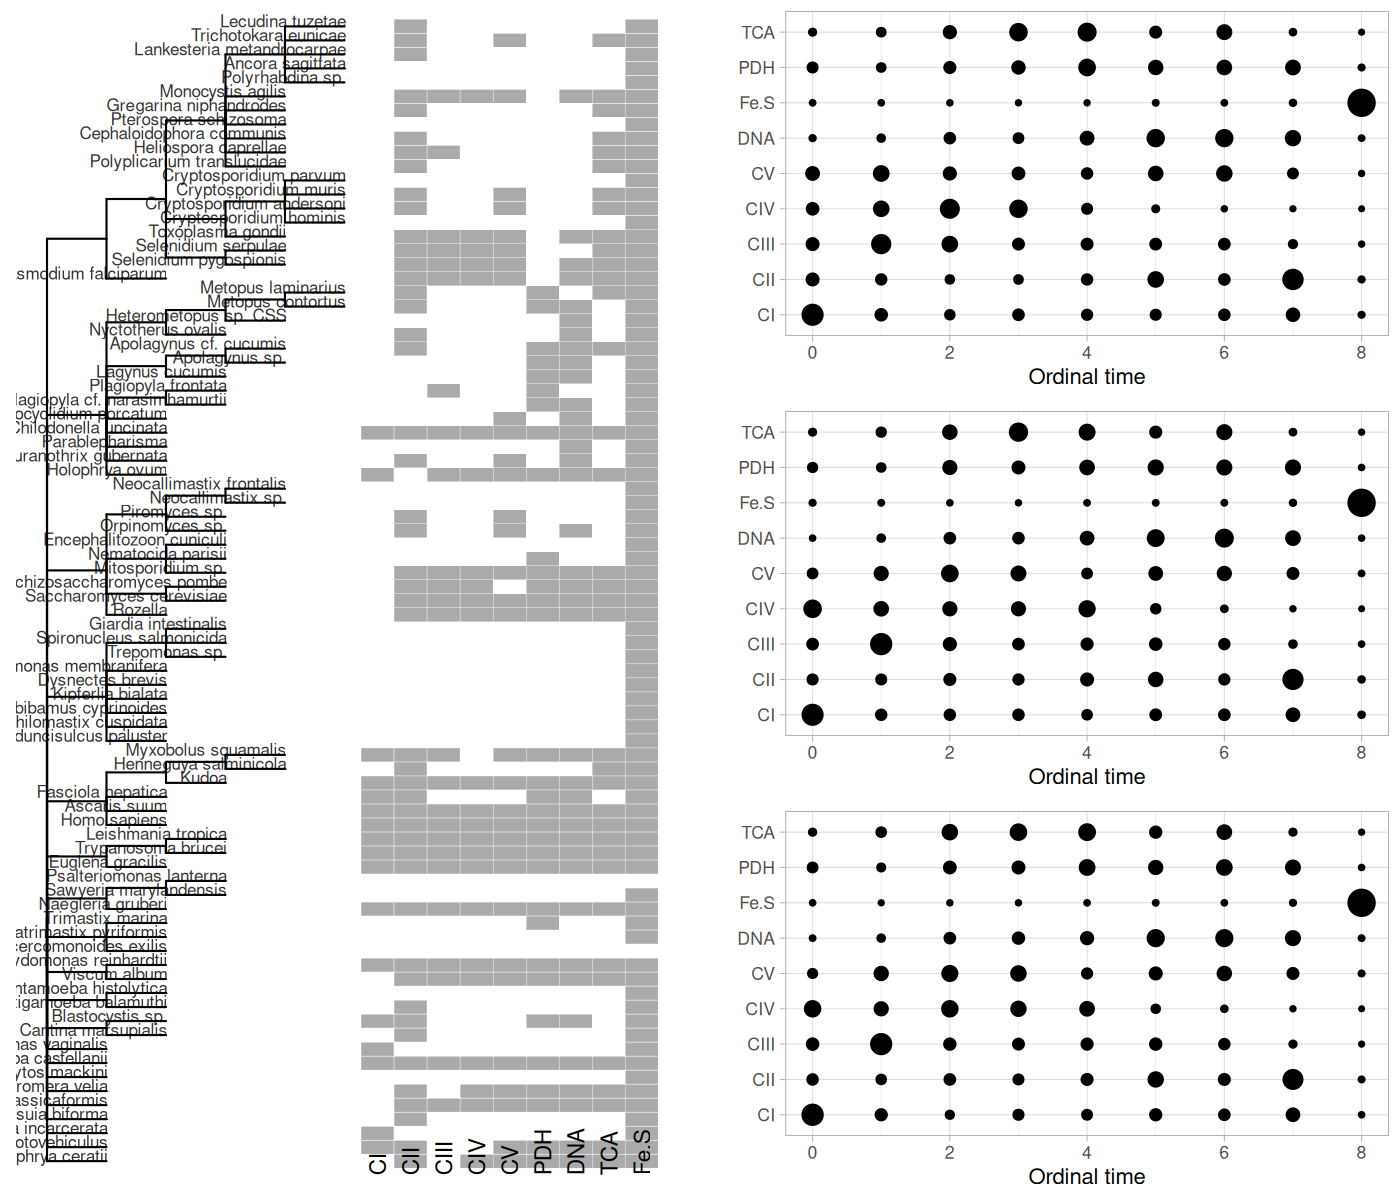 Lecudina tuzetae
Trichotokara eunicae
Lankesteria metandrocarpae
Ancora sagittata
Polyrhabdina sp.
Monocystis agilis
Gregarina niphandrodes
Pterospora schizosoma
Cephaloidophora communis
Heliospora caprellae
Polyplicarium translucidae
Cryptosporidium parvum
Cryptosporidium muris
Cryptosporidium andersoni
Cryptosporidium hominis
Toxoplasma gondii
Selenidium serpulae
Selenidium pygospionis
smodium falciparum
Metopus laminarius
Metopus contortus
Heterometopus sp. CSS
Nyctotherus ovalis
Apolagynus cf. cucumis
Apolagynus sp.
Lagynus cucumis
Plagiopyla frontata
lagiopyla cf. narasimhamurtii
ocyclidium porcatum
Chilodonella uncinata
Parablepharisma
uranothrix gubernata
Holophrya ovum
Neocallimastix frontalis
Neocallimastix sp.
Piromyces sp.
Orpinomyces sp.
Encephalitozoon cuniculi
Nematocida parisii
Mitosporidium sp.
chizosaccharomyces pombe
Saccharomyces cerevisiae
Rozella
Giardia intestinalis
Spironucleus salmonicida
Trepomonas sp.
monas membranifera
Dysnectes brevis
Kipferlia bialata
bibamus cyprinoides
hilomastix cuspidata
duncisulcus paluster
Myxobolus squamalis
Henneguya salminicola
Kudoa
Fasciola hepatica
Ascaris suum
Homo sapiens
Leishmania tropica
Trypanosoma brucei
Euglena gracilis
Psalteriomonas lanterna
Sawyeria marylandensis
Naegleria gruberi
Trimastix marina
atrimastix pyriformis
cercomonoides exilis
ydomonas reinhardtii
Viscum album
ntamoeba histolytica
tigamoeba balamuthi
Blastocystis sp.
Cantina marsupialis
nas vaginalis
ba castellanii
ytos mackini
romera velia
assicaformis
suia biforma
a incarcerata
otovehiculus
phrya ceratii
CI CII CIII CIV CV PDH DNA TCA Fe.S
TCA
PDH
Fe.S
DNA
CV
CIV
CIII
CII
CI
0 2 4 6 8
Ordinal time
TCA
PDH
Fe.S
DNA
CV
CIV
CIII
CII
CI
0 2 4 6 8
Ordinal time
TCA
PDH
Fe.S
DNA
CV
CIV
CIII
CII
CI
0 2 4 6 8
Ordinal time